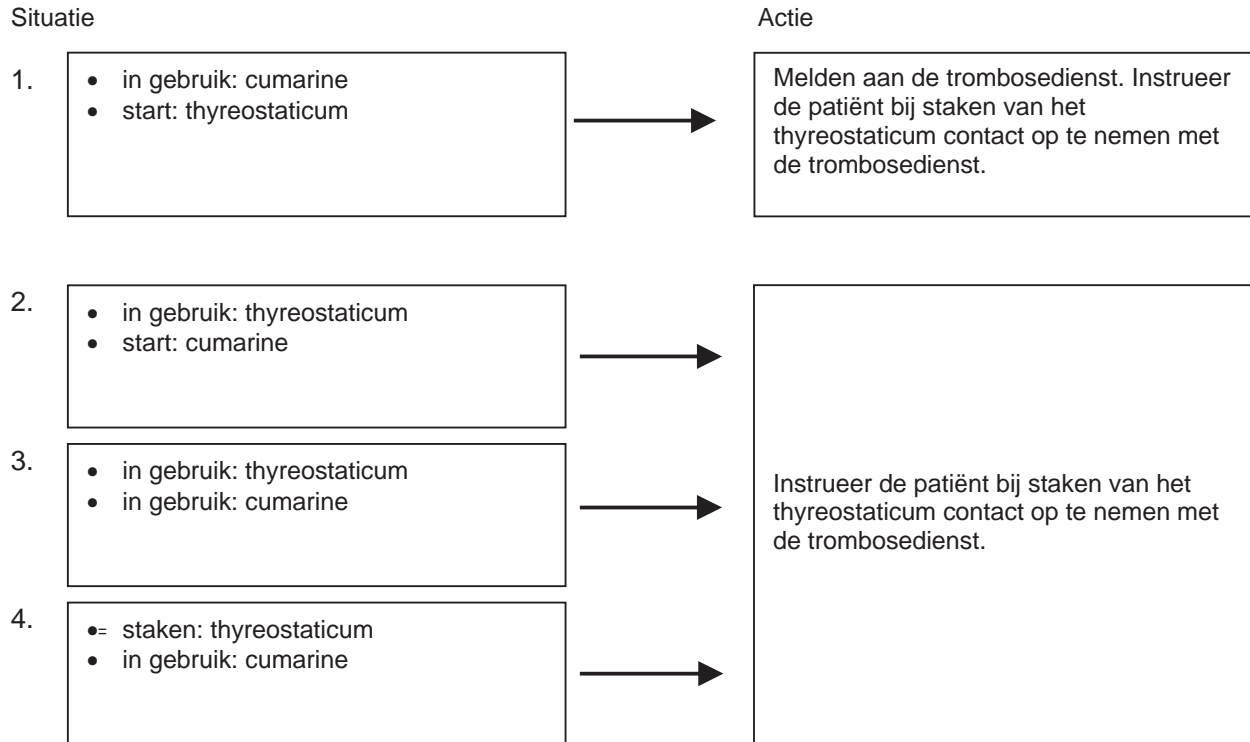 Situatie
Actie
1.
• in gebruik: cumarine
• start: thyreostaticum
Melden aan de trombosedienst. Instrueer
de patiënt bij staken van het
thyreostaticum contact op te nemen met
de trombosedienst.
2.
• in gebruik: thyreostaticum
• start: cumarine
3.
• in gebruik: thyreostaticum
• in gebruik: cumarine
Instrueer de patiënt bij staken van het
thyreostaticum contact op te nemen met
de trombosedienst.
4.
•= staken: thyreostaticum
• in gebruik: cumarine